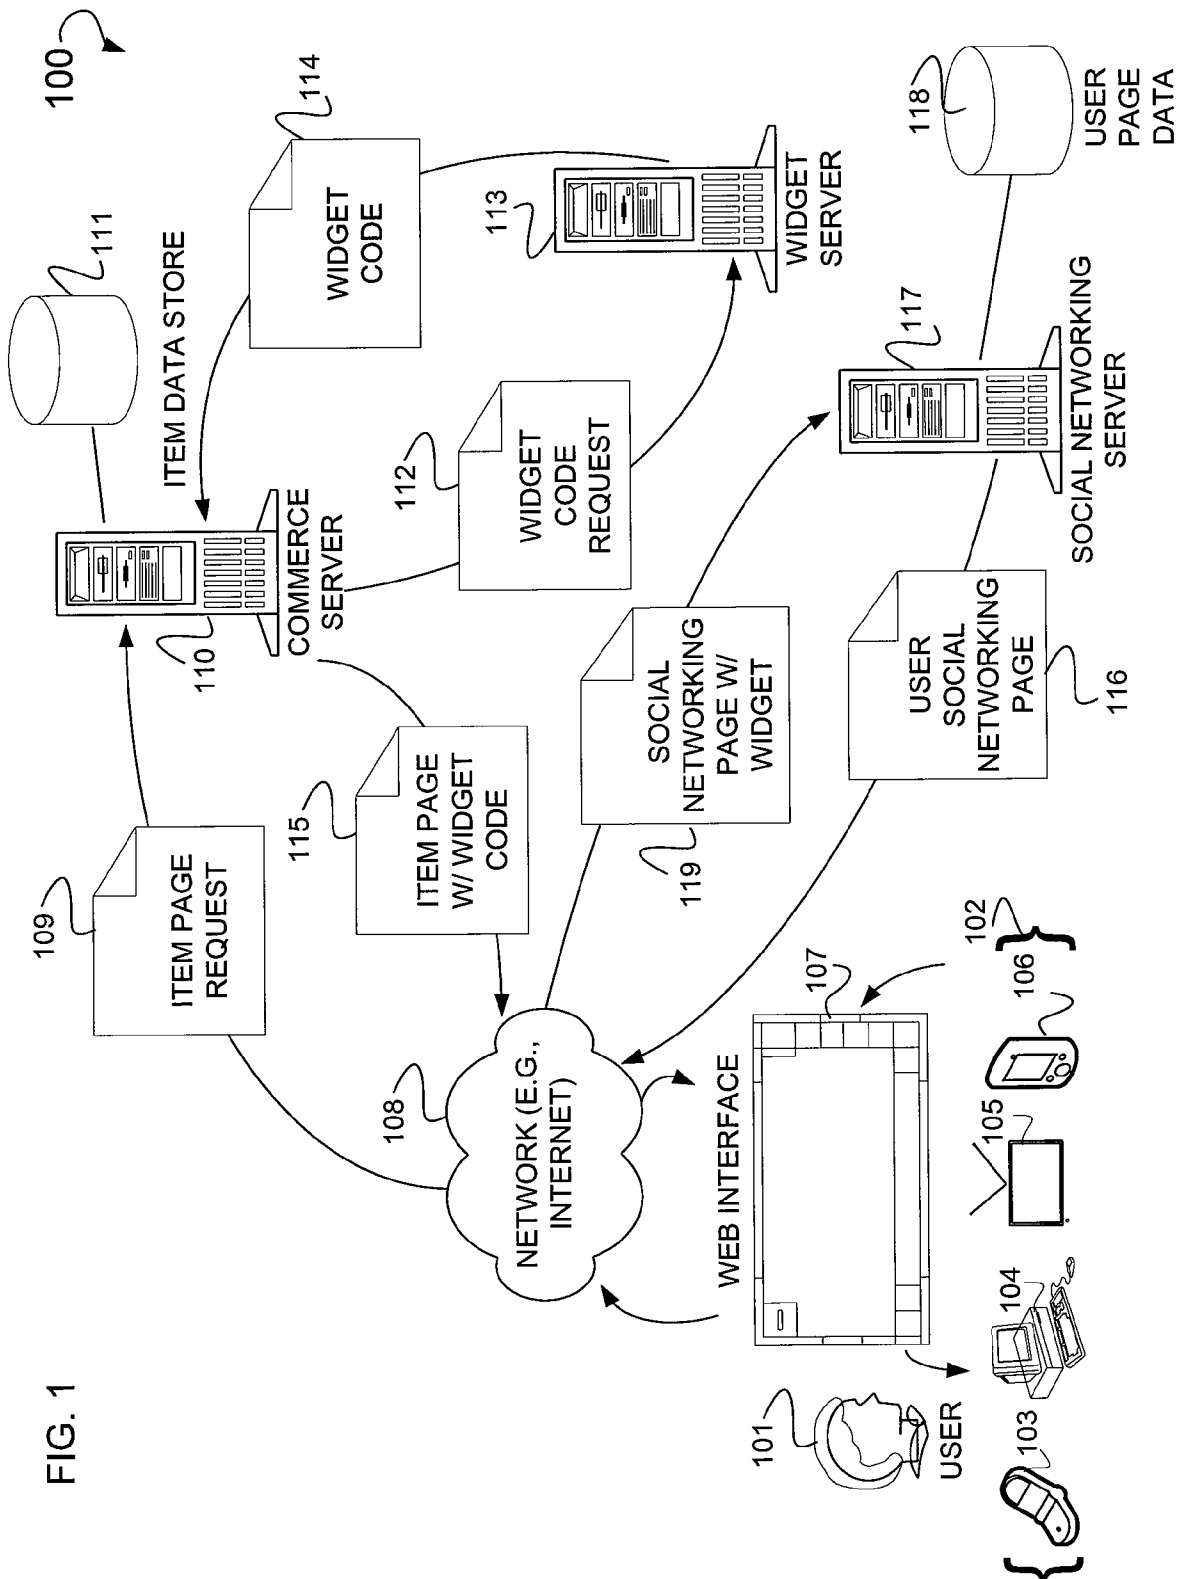 FIG. 1
100
109
ITEM PAGE
REQUEST
110
COMMERCE
SERVER
111
ITEM DATA STORE
114
WIDGET
CODE
112
WIDGET
CODE
REQUEST
113
WIDGET
SERVER
115
ITEM PAGE
W/ WIDGET
CODE
108
NETWORK (E.G.,
INTERNET)
119
SOCIAL
NETWORKING
PAGE W/
WIDGET
117
SOCIAL NETWORKING
SERVER
118
USER
PAGE
DATA
116
USER
SOCIAL
NETWORKING
PAGE
WEB INTERFACE
107
101
USER
102
103
104
105
106